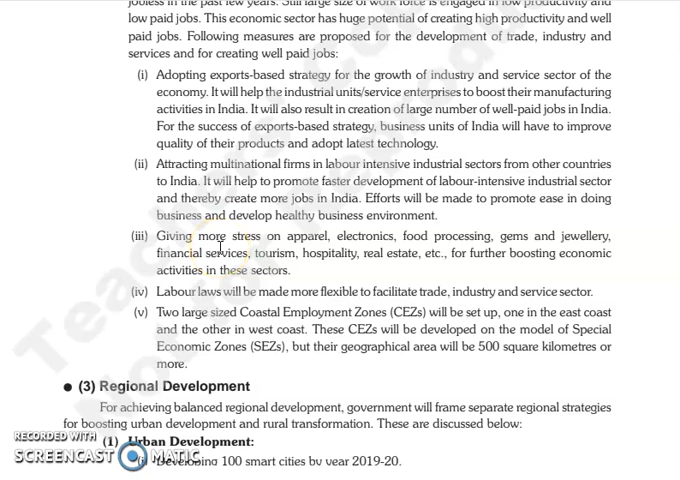 jobless in the past few years. Still large size of work force is engaged in low productivity and
low paid jobs. This economic sector has huge potential of creating high productivity and well
paid jobs. Following measures are proposed for the development of trade, industry and
services and for creating well paid jobs:
(i) Adopting exports-based strategy for the growth of industry and service sector of the
economy. It will help the industrial units/service enterprises to boost their manufacturing
activities in India. It will also result in creation of large number of well-paid jobs in India.
For the success of exports-based strategy, business units of India will have to improve
quality of their products and adopt latest technology.
(ii) Attracting multinational firms in labour intensive industrial sectors from other countries
to India. It will help to promote faster development of labour-intensive industrial sector
and thereby create more jobs in India. Efforts will be made to promote ease in doing
business and develop healthy business environment.
(iii) Giving more stress on apparel, electronics, food processing, gems and jewellery,
financial services, tourism, hospitality, real estate, etc., for further boosting economic
activities in these sectors.
(iv) Labour laws will be made more flexible to facilitate trade, industry and service sector.
(v) Two large sized Coastal Employment Zones (CEZs) will be set up, one in the east coast
and the other in west coast. These CEZs will be developed on the model of Special
Economic Zones (SEZs), but their geographical area will be 500 square kilometres or
more.
● (3) Regional Development
For achieving balanced regional development, government will frame separate regional strategies
for boosting urban development and rural transformation. These are discussed below:
(1) Urban Development:
(i) Developing 100 smart cities by year 2019-20.
RECORDED WITH
SCREENCAST MATIC